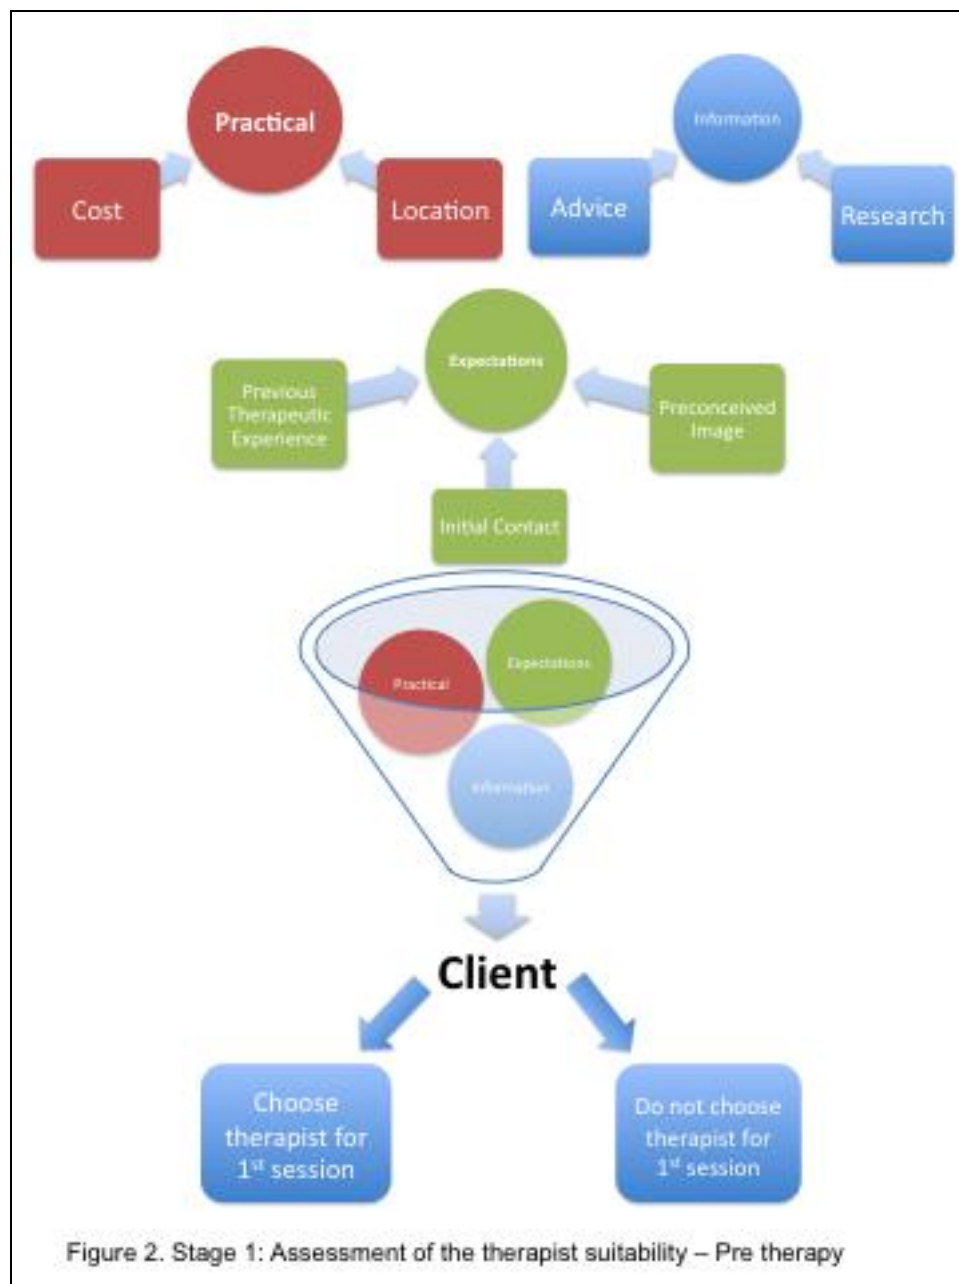 Practical
Cost
Location
Information
Advice
Research
Expectations
Previous
Therapeutic
Experience
Preconceived
Image
Initial Contact
Expectations
Practical
Information
Client
Choose
therapist for
1st session
Do not choose
therapist for
1st session
Figure 2. Stage 1: Assessment of the therapist suitability – Pre therapy